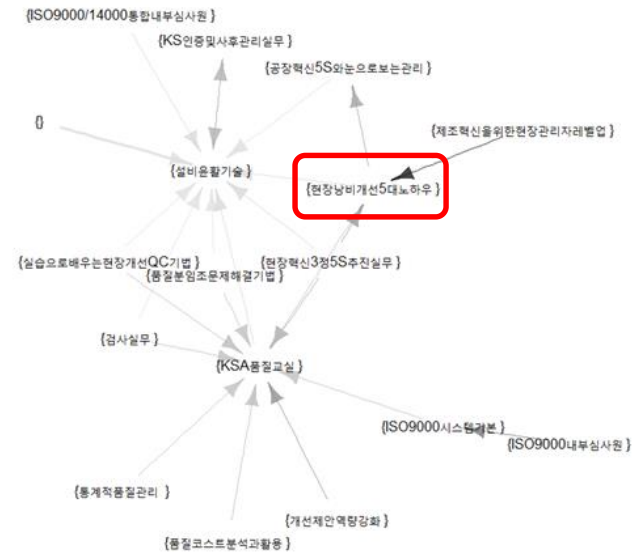 {ISO9000/14000통합내부심사원 }
{KS인증및사후관리실무 }
{공장혁신5S와눈으로보는관리 }
{}
{제조혁신을위한현장관리자레벨업 }
{설비윤활기술 }
{현장낭비개선5대노하우 }
{실습으로배우는현장개선QC기법 }
{현장혁신3정5S추진실무 }
{품질분임조문제해결기법 }
{검사실무 }
{KSA품질교실 }
{ISO9000시스템기본 }
{ISO9000내부심사원 }
{통계적품질관리 }
{개선제안역량강화 }
{품질코스트분석과활용 }